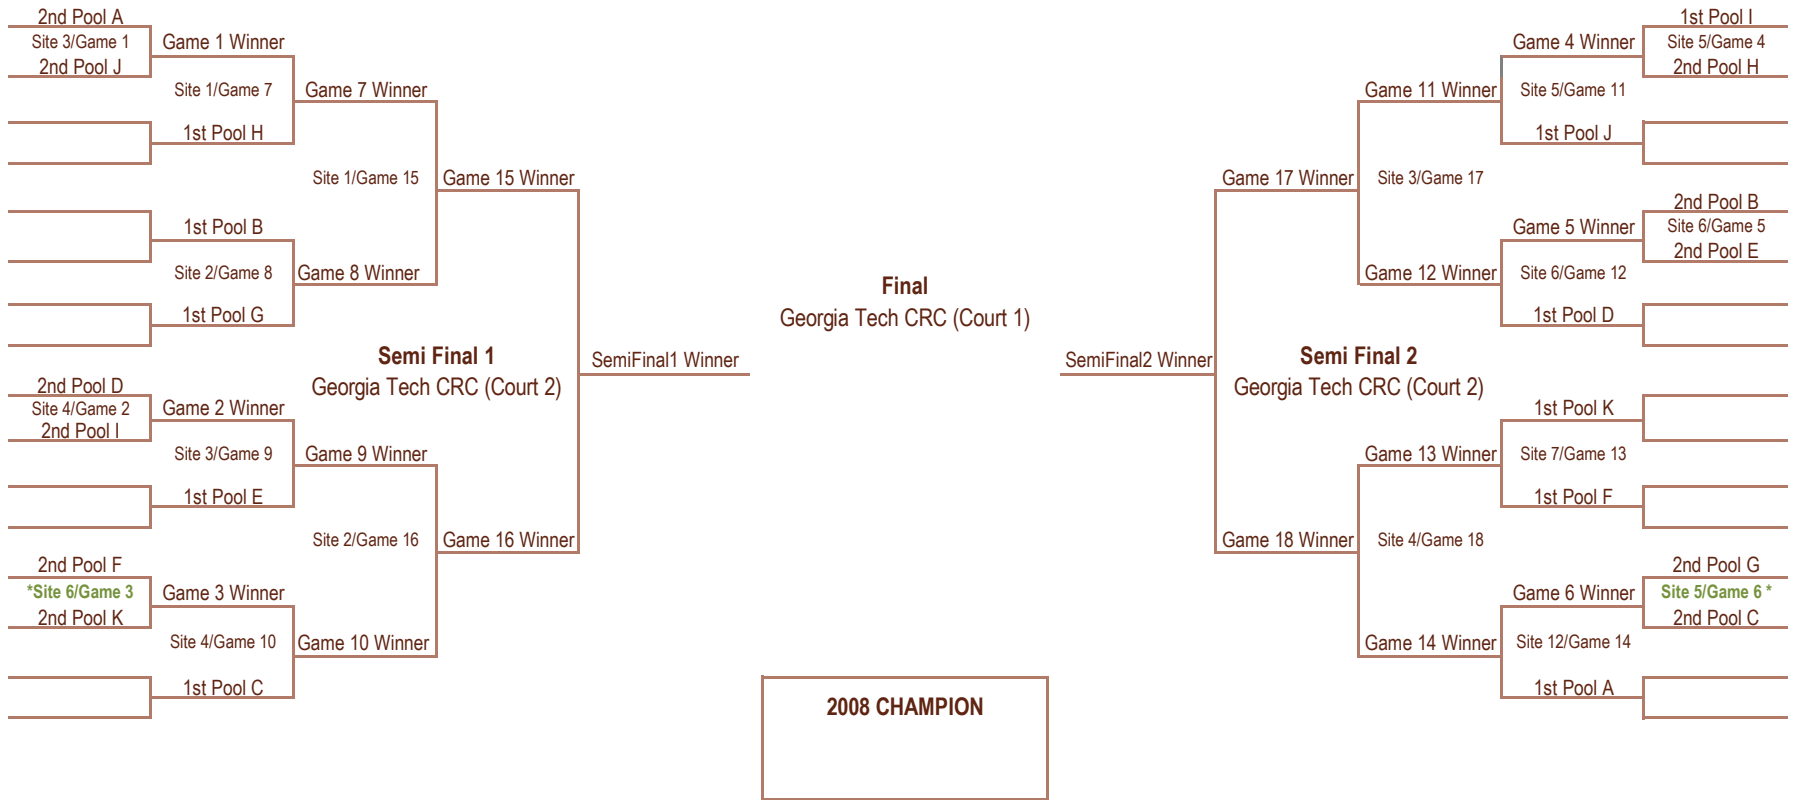 2nd Pool A
Site 3/Game 1
2nd Pool J
Game 1 Winner
Site 1/Game 7
1st Pool H
Game 7 Winner
Site 1/Game 15
1st Pool B
Site 2/Game 8
1st Pool G
Game 8 Winner
Game 15 Winner
Semi Final 1
Georgia Tech CRC (Court 2)
SemiFinal1 Winner
2nd Pool D
Site 4/Game 2
2nd Pool I
Game 2 Winner
Site 3/Game 9
1st Pool E
Game 9 Winner
Site 2/Game 16
Game 16 Winner
2nd Pool F
*Site 6/Game 3
2nd Pool K
Game 3 Winner
Site 4/Game 10
1st Pool C
Game 10 Winner
Final
Georgia Tech CRC (Court 1)
2008 CHAMPION
1st Pool I
Site 5/Game 4
2nd Pool H
Game 4 Winner
Site 5/Game 11
1st Pool J
Game 11 Winner
Site 3/Game 17
Game 17 Winner
2nd Pool B
Site 6/Game 5
2nd Pool E
Game 5 Winner
Site 6/Game 12
1st Pool D
Game 12 Winner
SemiFinal2 Winner
Semi Final 2
Georgia Tech CRC (Court 2)
1st Pool K
Site 7/Game 13
1st Pool F
Game 13 Winner
Site 4/Game 18
Game 18 Winner
2nd Pool G
Site 5/Game 6 *
2nd Pool C
Game 6 Winner
Site 12/Game 14
1st Pool A
Game 14 Winner